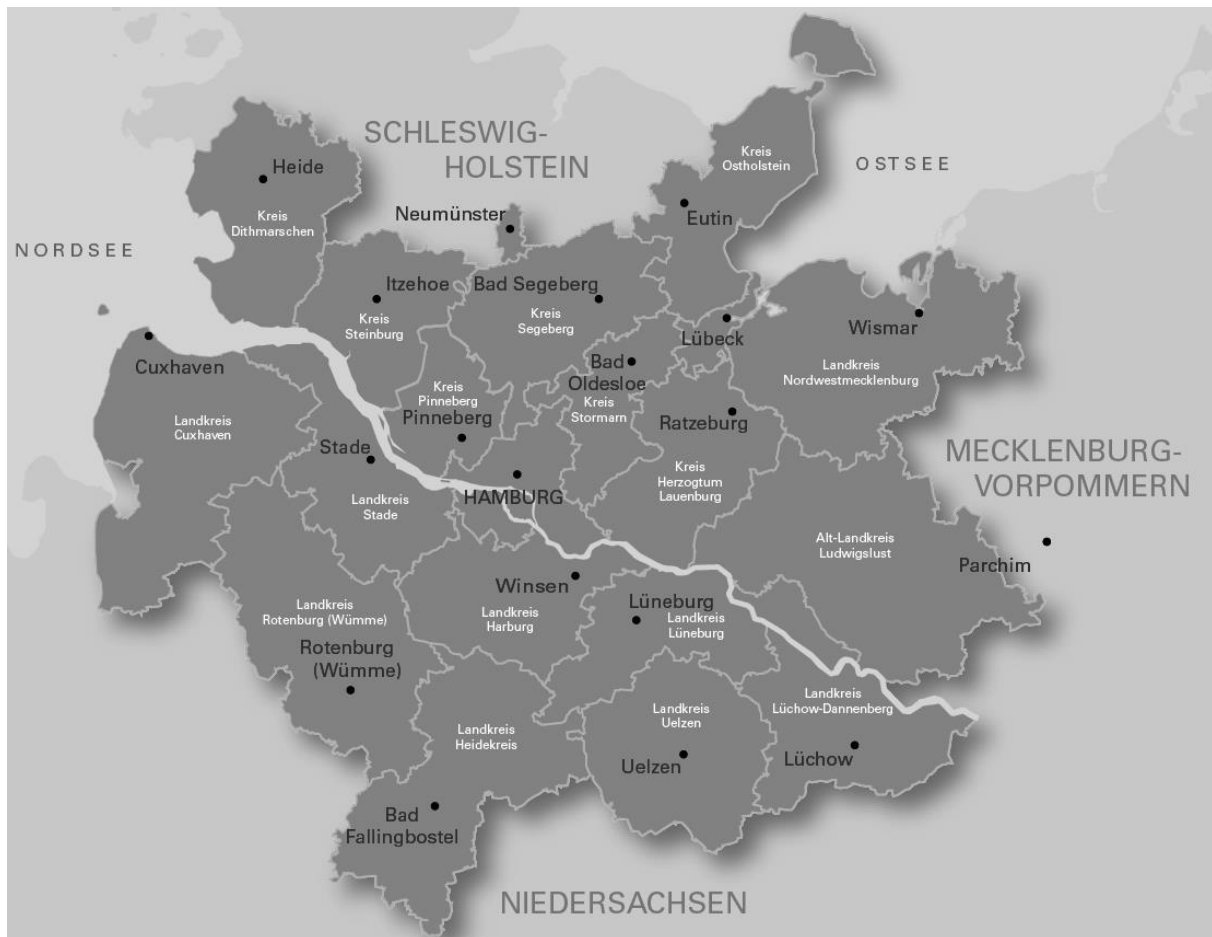 SCHLESWIG-
HOLSTEIN
Kreis
Ostholstein
OSTSEE
Heide
Neumünster
Eutin
Kreis
Dithmarschen
NORDSEE
Itzehoe
Bad Segeberg
Kreis
Steinburg
Kreis
Segeberg
Lübeck
Wismar
Cuxhaven
Bad
Oldesloe
Landkreis
Nordwestmecklenburg
Kreis
Pinneberg
Kreis
Stormarn
Pinneberg
Ratzeburg
Landkreis
Cuxhaven
Stade
MECKLENBURG-
VORPOMMERN
Kreis
Herzogtum
Lauenburg
HAMBURG
Landkreis
Stade
Alt-Landkreis
Ludwigslust
Parchim
Winsen
Landkreis
Harburg
Lüneburg
Landkreis
Lüneburg
Landkreis
Rotenburg (Wümme)
Rotenburg
(Wümme)
Landkreis
Lüchow-Dannenberg
Landkreis
Uelzen
Landkreis
Heidekreis
Uelzen
Lüchow
Bad
Fallingbostel
NIEDERSACHSEN